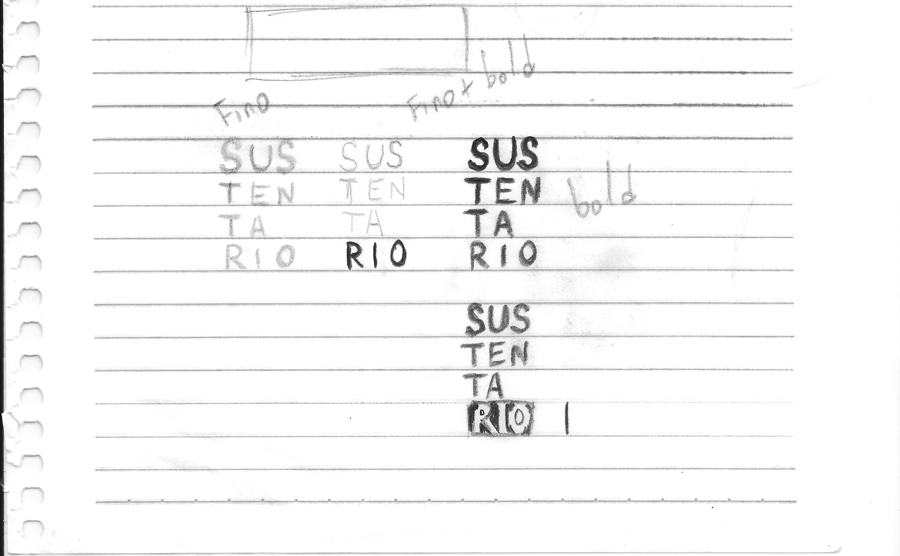 Fino
Fino + bold
SUS SUS SUS
TEN TEN TEN
bold
TA TA TA
RIO RIO RIO
SUS
TEN
TA
RIO